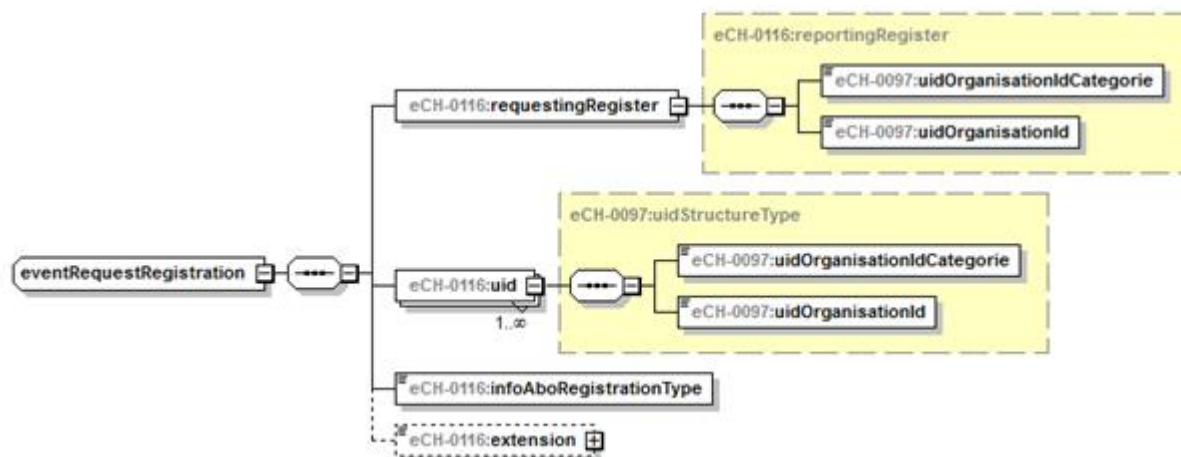 eCH-0116:reportingRegister
eCH-0097:uidOrganisationIdCategorie
eCH-0116:requestingRegister
eCH-0097:uidOrganisationId
eCH-0097:uidStructureType
eCH-0097:uidOrganisationIdCategorie
eventRequestRegistration
eCH-0116:uid
eCH-0097:uidOrganisationId
1..∞
eCH-0116:infoAboRegistrationType
eCH-0116:extension